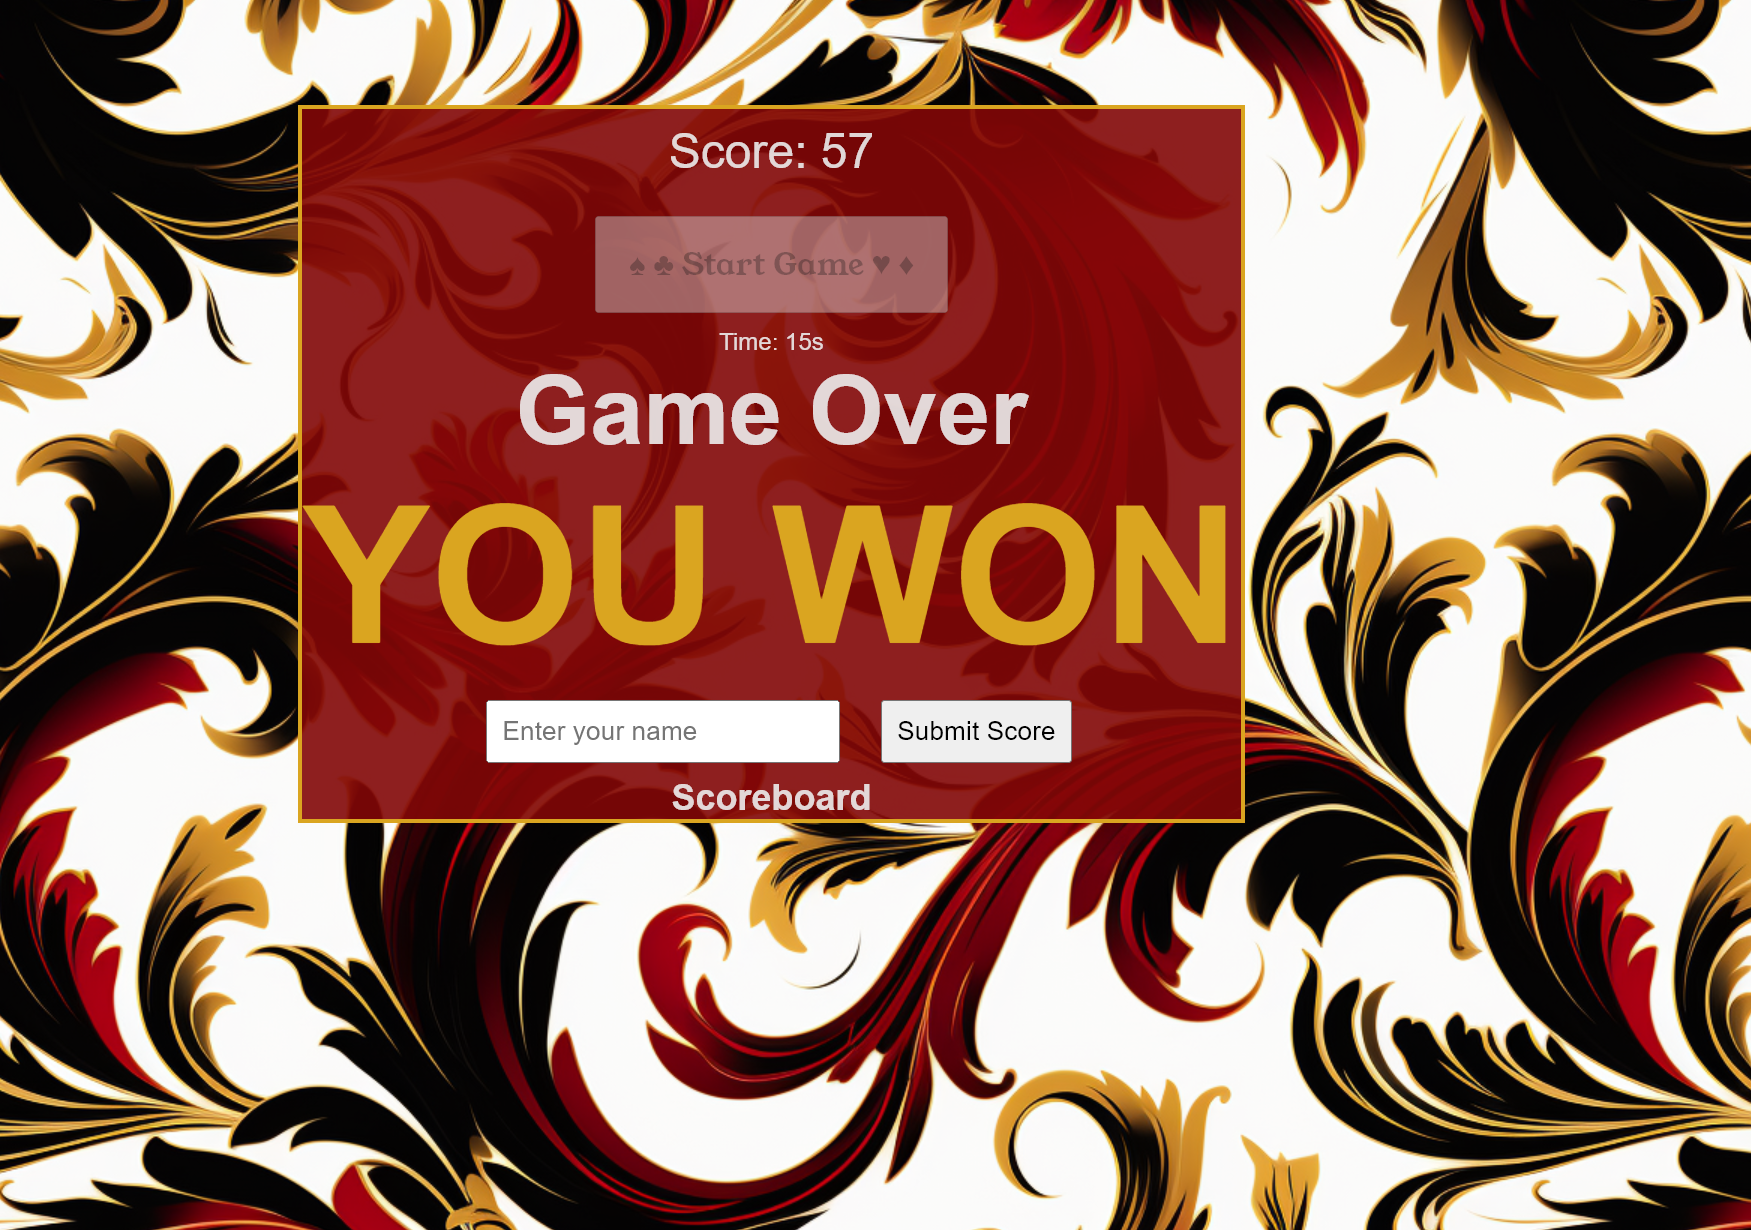 Score: 57
♠ ♣ Start Game ♥ ♦
Time: 15s
Game Over
YOU WON
Enter your name
Submit Score
Scoreboard